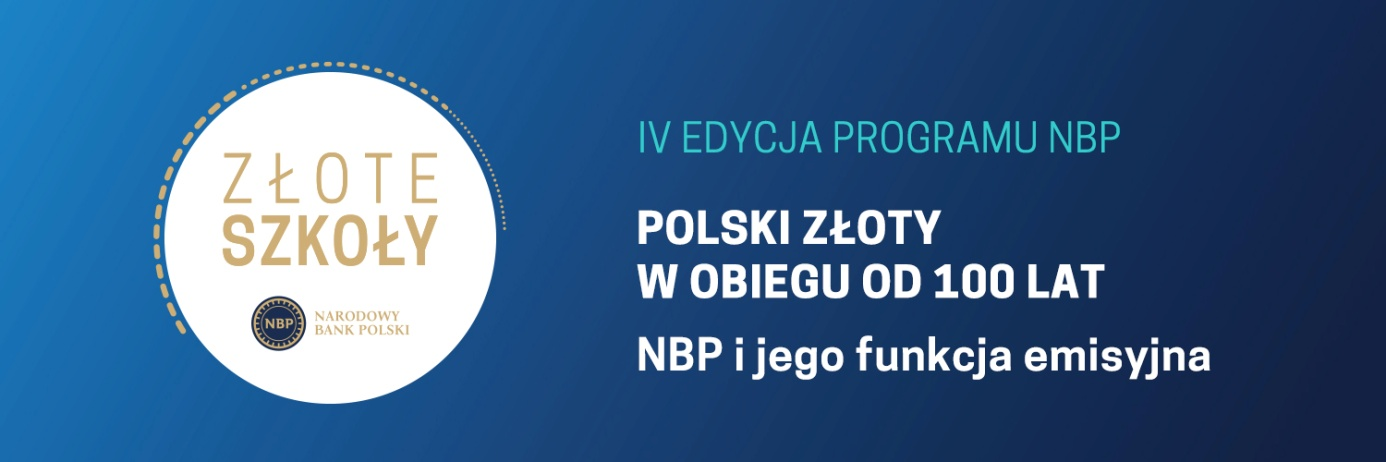 ZŁOTE
SZKOŁY
NBP
NARODOWY
BANK POLSKI
IV EDYCJA PROGRAMU NBP
POLSKI ZŁOTY
W OBIEGU OD 100 LAT
NBP i jego funkcja emisyjna